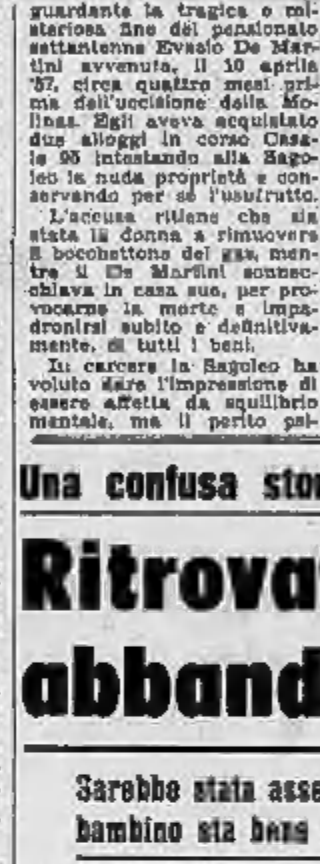 guardante la tragica e mi-
steriosa fine del pensionato
settantenne Evasio De Mar-
tini avvenuta, il 10 aprile
'57, circa quattro mesi pri-
ma dell'uccisione della Mo-
linas. Egli aveva acquistato
due alloggi in corso Casa-
le 95 intestando alla Sago-
leo la nuda proprietà e con-
servando per sé l'usufrutto.
L'accusa ritiene che sia
stata la donna a rimuovere
il bocchettone del gas, men-
tre il De Martini sonnec-
chiava in casa sua, per pro-
vocarne la morte e impa-
dronirsi subito e definitiva-
mente, di tutti i beni.
In carcere la Sagoleo ha
voluto dare l'impressione di
essere affetta da squilibrio
mentale, ma il perito psi-
Una confusa sto
Ritrova
abband
Sarebbe stata asse
bambino sta bene